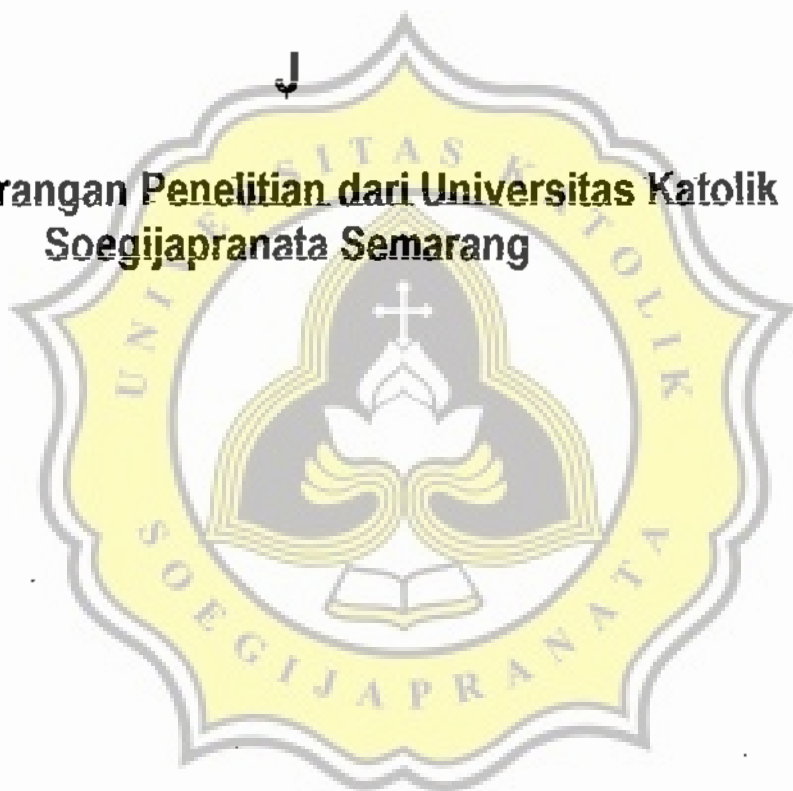 J
rangan Penelitian dari Universitas Katolik
Soegijapranata Semarang
UNIVERSITAS KATOLIK
SOEGIJAPRANATA